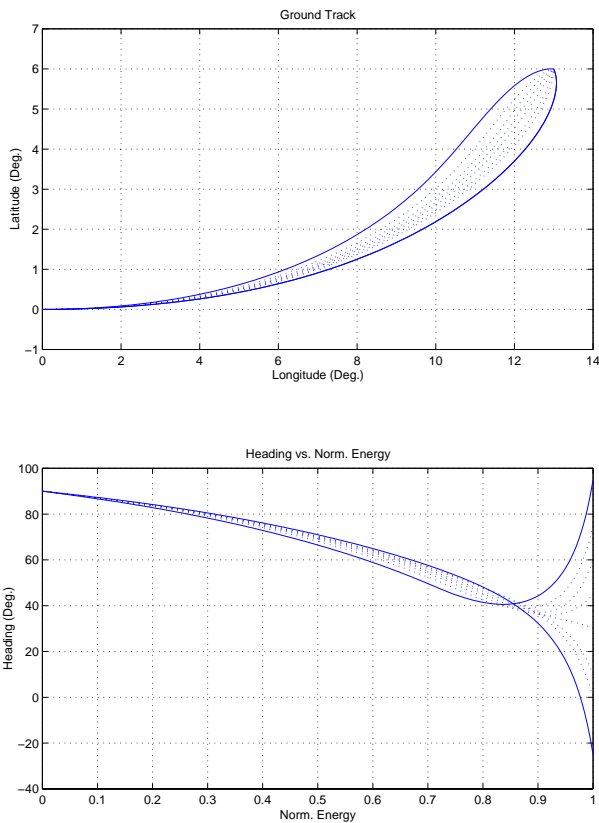 Ground Track
7
6
5
4
3
2
1
0
−1
Latitude (Deg.)
0 2 4 6 8 10 12 14
Longitude (Deg.)
Heading vs. Norm. Energy
100
80
60
40
20
0
−20
−40
Heading (Deg.)
0 0.1 0.2 0.3 0.4 0.5 0.6 0.7 0.8 0.9 1
Norm. Energy